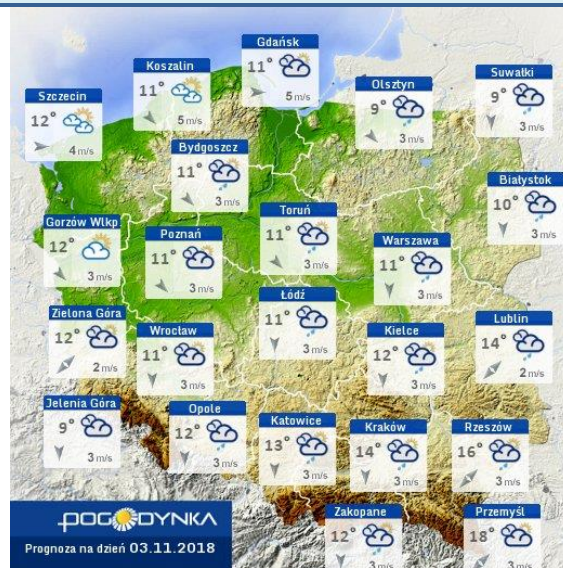 Gdańsk
11°
5 m/s
Koszalin
11°
5 m/s
Szczecin
12°
4 m/s
Olsztyn
9°
3 m/s
Suwałki
9°
3 m/s
Bydgoszcz
11°
3 m/s
Białystok
10°
3 m/s
Gorzów Wlkp.
12°
3 m/s
Poznań
11°
3 m/s
Toruń
11°
3 m/s
Warszawa
11°
3 m/s
Zielona Góra
12°
2 m/s
Wrocław
11°
3 m/s
Łódź
11°
3 m/s
Kielce
12°
3 m/s
Lublin
14°
2 m/s
Jelenia Góra
9°
3 m/s
Opole
12°
3 m/s
Katowice
13°
3 m/s
Kraków
14°
3 m/s
Rzeszów
16°
3 m/s
Zakopane
12°
3 m/s
Przemyśl
18°
3 m/s
POGODYNKA
Prognoza na dzień 03.11.2018